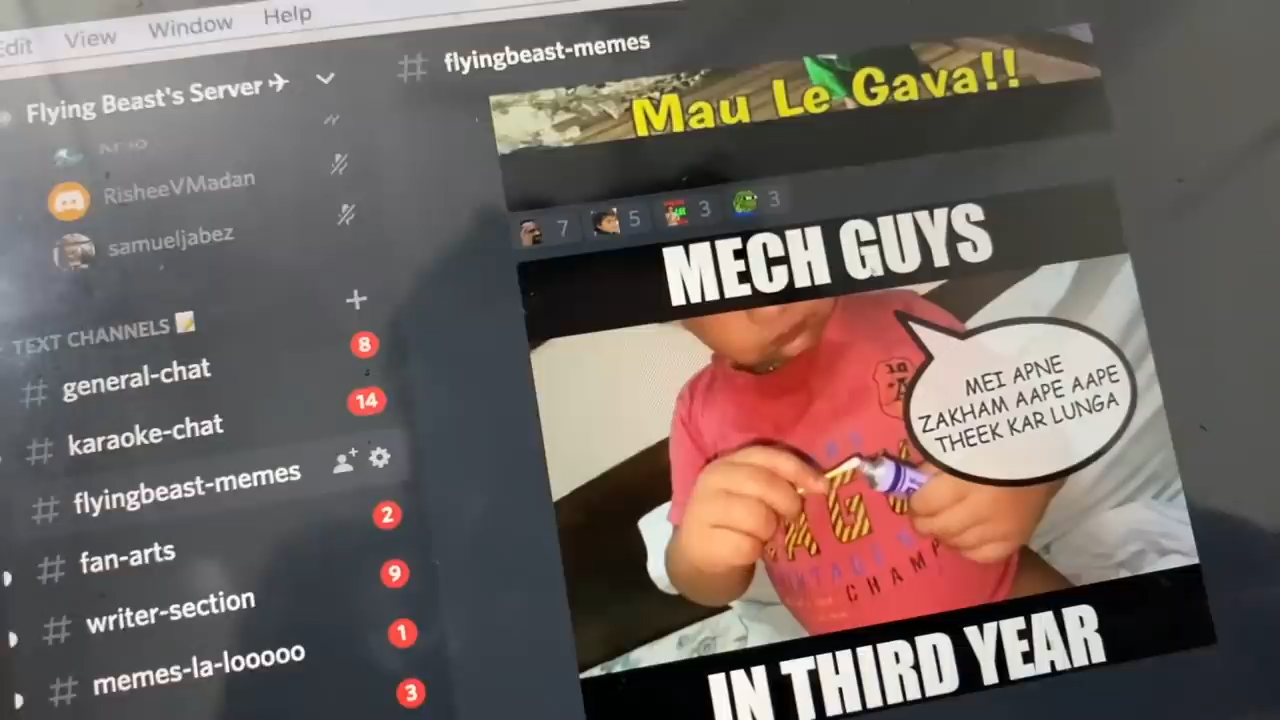 Edit View Window Help
Flying Beast's Server
RisheeVMadan
samueljabez
TEXT CHANNELS
# general-chat 8
# karaoke-chat 14
# flyingbeast-memes
# fan-arts 2
# writer-section 9
# memes-la-looooo 1
3
# flyingbeast-memes
Mau Le Gava!!
7 5 3 3
MECH GUYS
MEI APNE
ZAKHAM AAPE AAPE
THEEK KAR LUNGA
CHAMP
IN THIRD YEAR